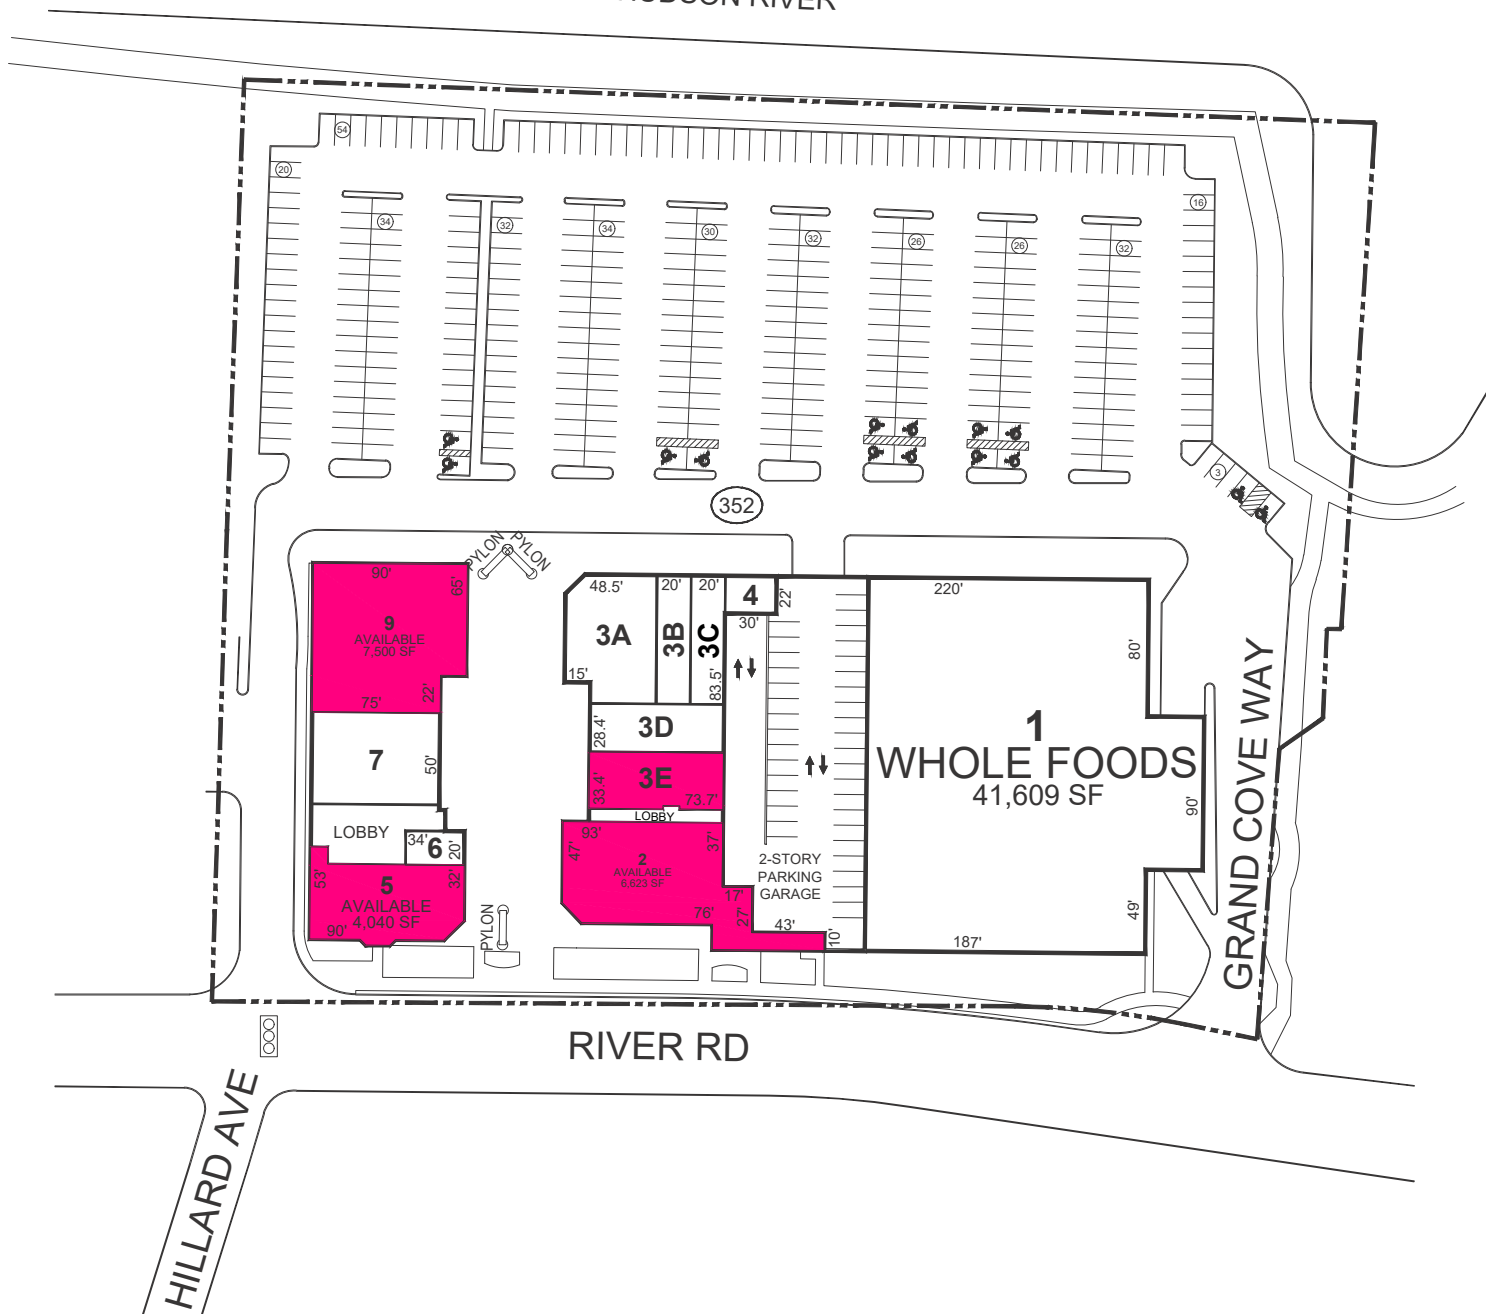 HUDSON RIVER
54
20
16
34
32
34
30
32
26
26
32
3
352
PYLON
PYLON
90'
65'
9
AVAILABLE
7,500 SF
75'
22'
7
50'
LOBBY
34'
6
20'
53'
5
AVAILABLE
4,040 SF
32'
90'
PYLON
48.5'
20'
20'
4
22'
30'
3A
3B
3C
15'
83.5'
28.4'
3D
33.4'
3E
73.7'
LOBBY
93'
47'
37'
2
AVAILABLE
6,623 SF
17'
76'
27'
43'
10'
2-STORY
PARKING
GARAGE
220'
80'
1
WHOLE FOODS
41,609 SF
90'
49'
187'
GRAND COVE WAY
RIVER RD
HILLARD AVE